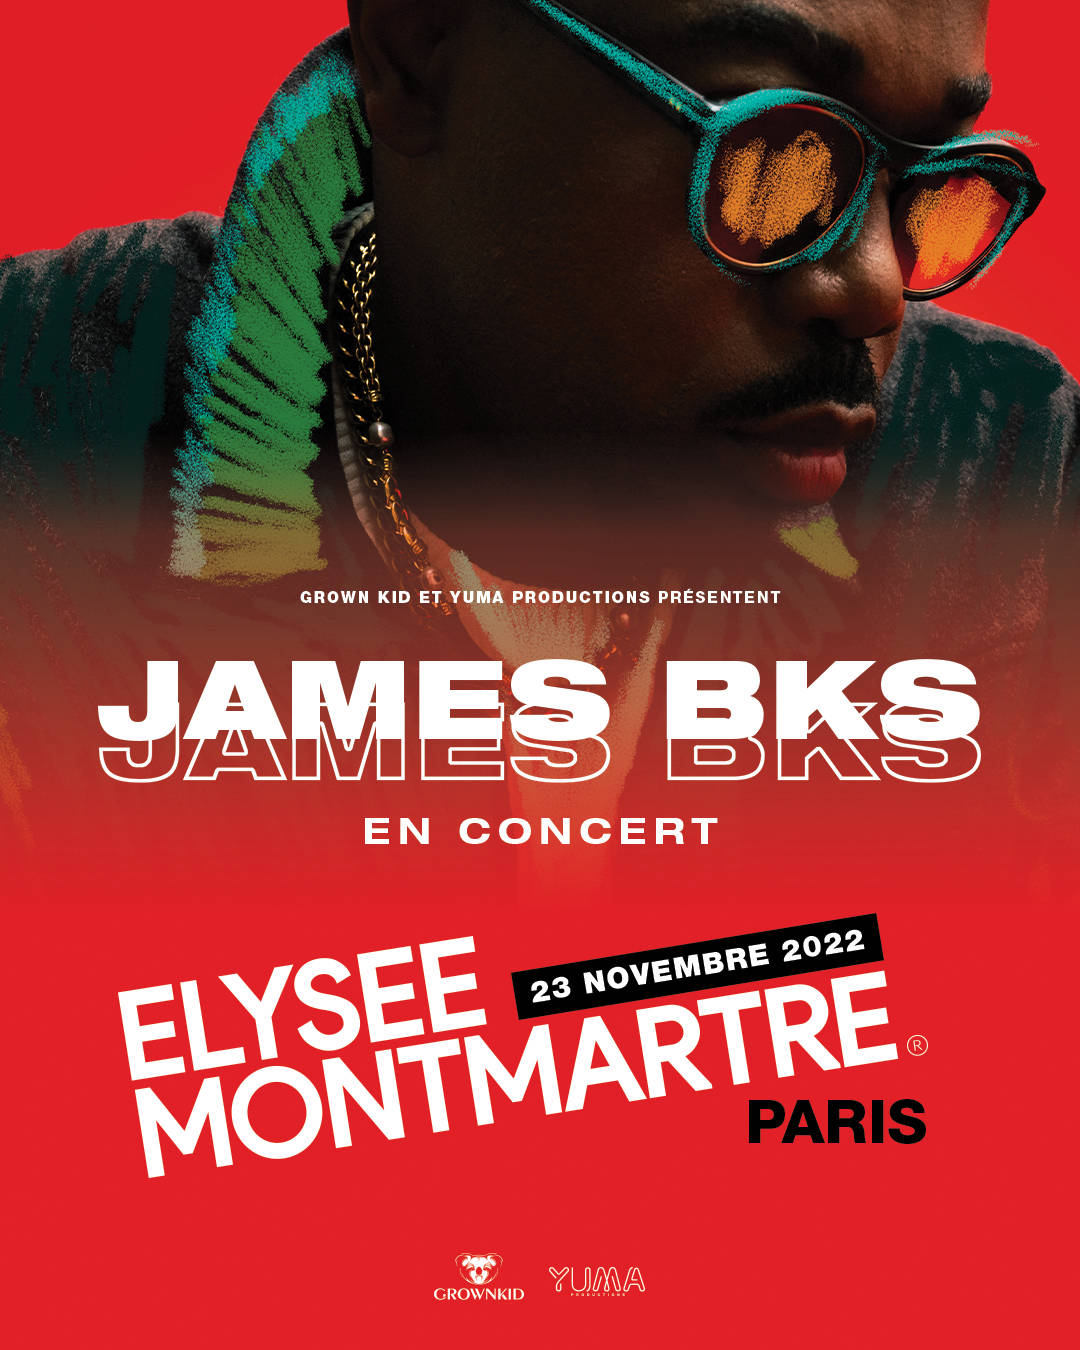 GROWN KID ET YUMA PRODUCTIONS PRÉSENTENT
JAMES BKS
JAMES BKS
EN CONCERT
23 NOVEMBRE 2022
ELYSEE
MONTMARTRE ®
PARIS
GROWNKID
YUMA
PRODUCTIONS